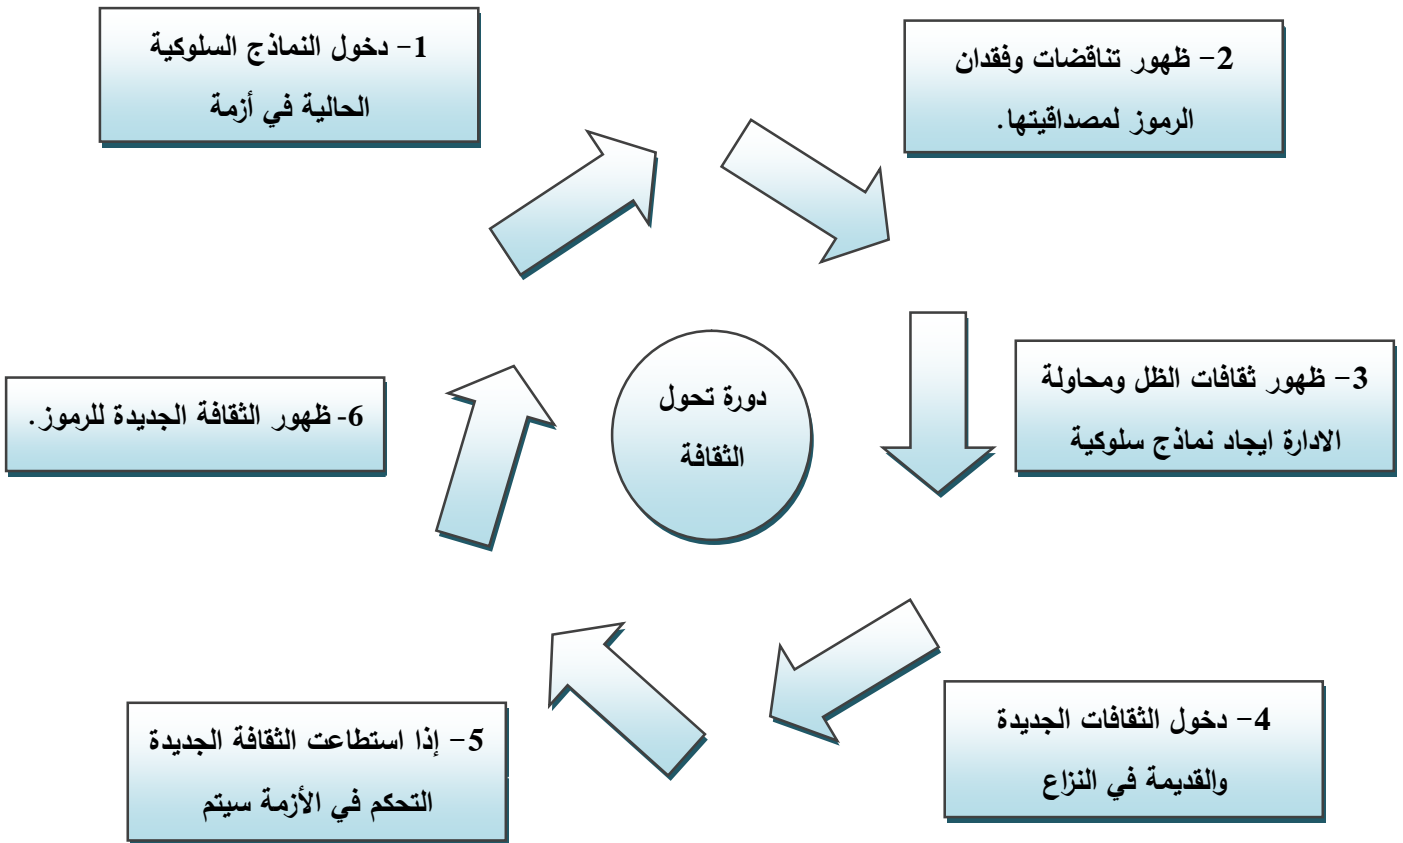 1- دخول النماذج السلوكية
الحالية في أزمة
2- ظهور تناقضات وفقدان
الرموز لمصداقيتها.
3- ظهور ثقافات الظل ومحاولة
الادارة ايجاد نماذج سلوكية
4- دخول الثقافات الجديدة
والقديمة في النزاع
5- إذا استطاعت الثقافة الجديدة
التحكم في الأزمة سيتم
6- ظهور الثقافة الجديدة للرموز.
دورة تحول
الثقافة